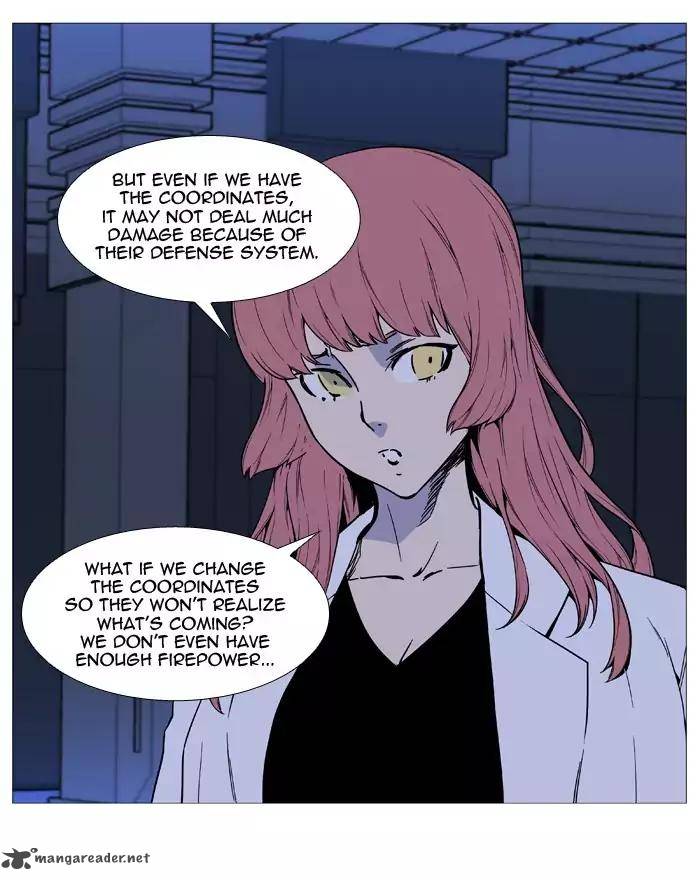 BUT EVEN IF WE HAVE
THE COORDINATES,
IT MAY NOT DEAL MUCH
DAMAGE BECAUSE OF
THEIR DEFENSE SYSTEM.
WHAT IF WE CHANGE
THE COORDINATES
SO THEY WON'T REALIZE
WHAT'S COMING?
WE DON'T EVEN HAVE
ENOUGH FIREPOWER...
mangareader.net